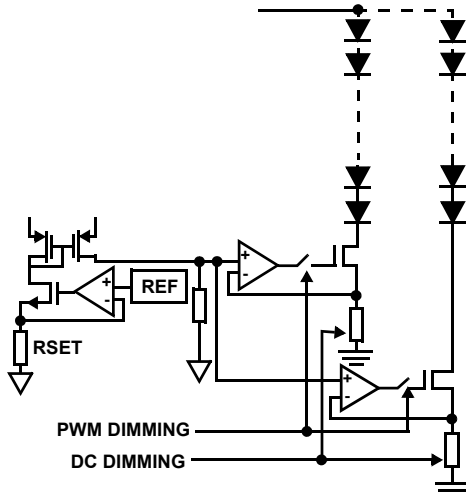 +
-
REF
+
-
RSET
+
-
PWM DIMMING
DC DIMMING